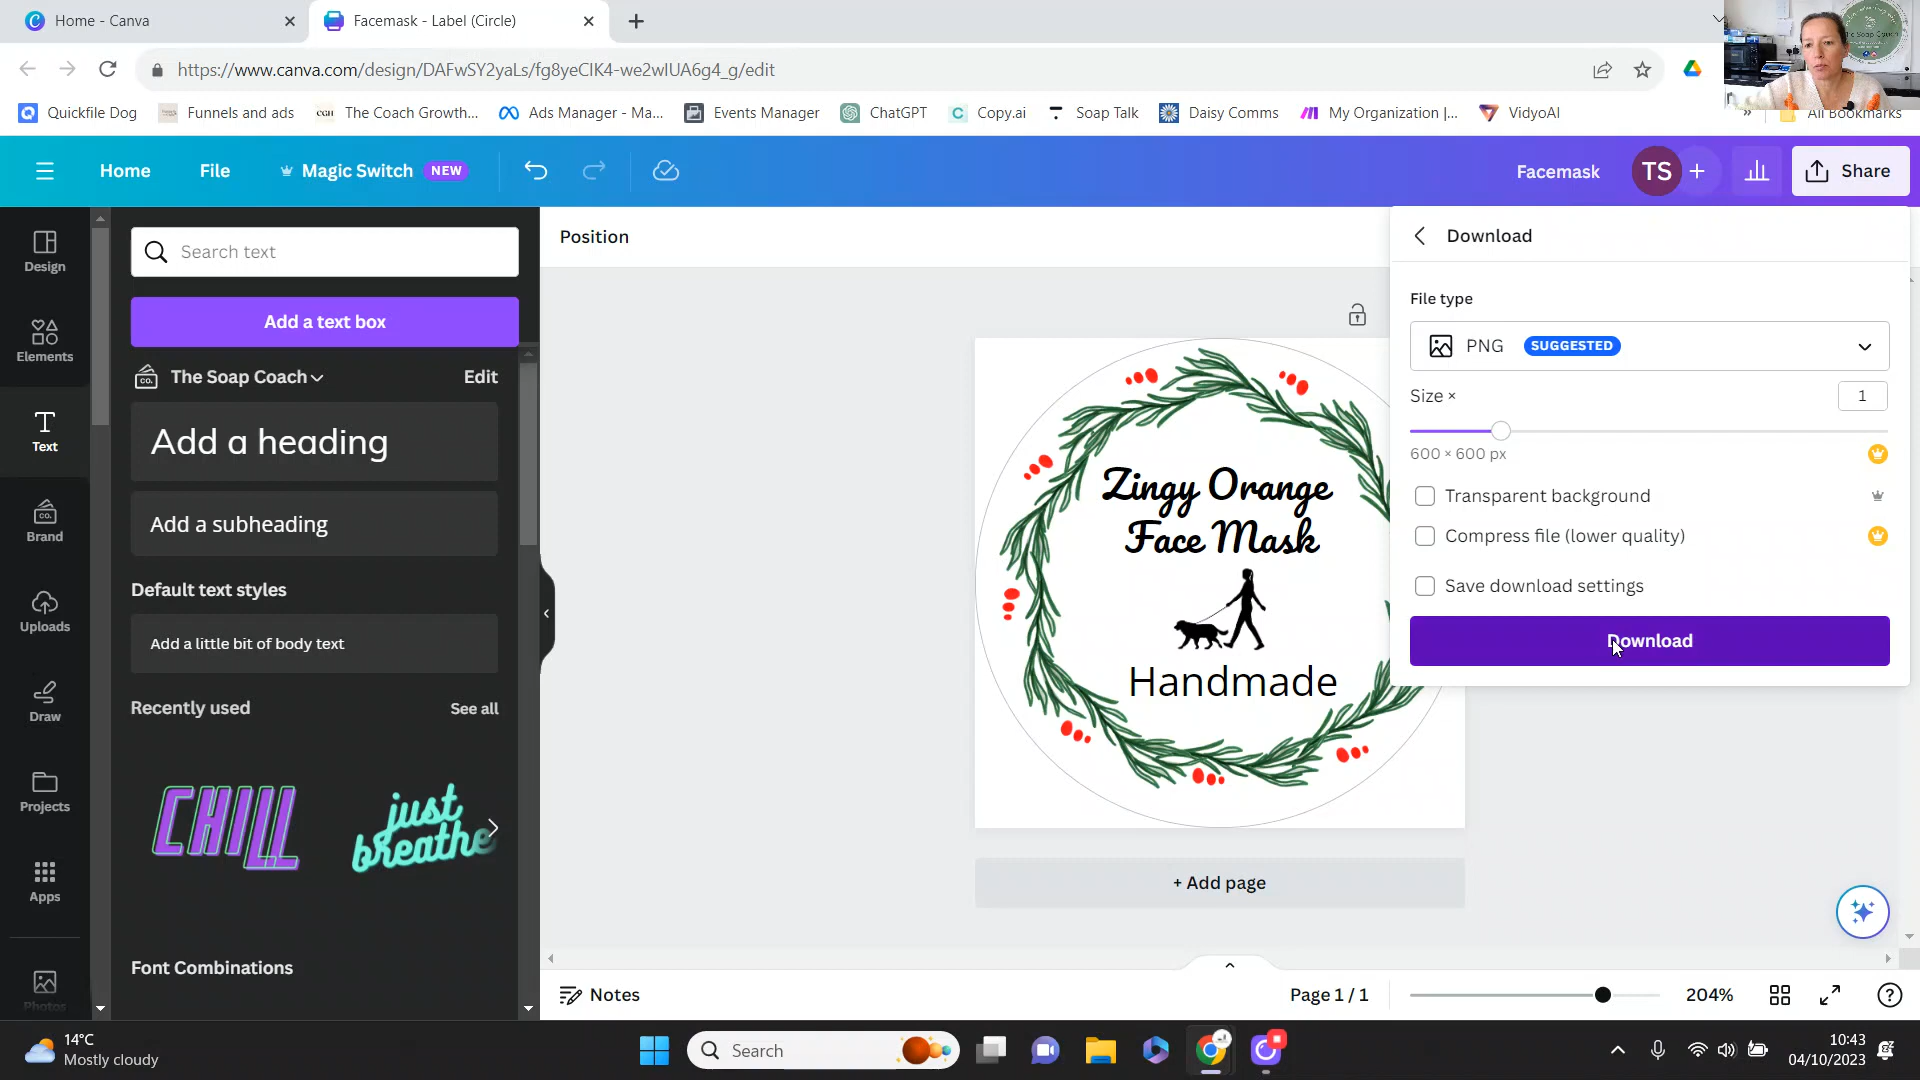 Home - Canva
Facemask - Label (Circle)
https://www.canva.com/design/DAFwSY2yaLs/fg8yeCIK4-we2wIUA6g4_g/edit
Quickfile Dog
Funnels and ads
CGH
The Coach Growth...
Ads Manager - Ma...
Events Manager
ChatGPT
C
Copy.ai
Soap Talk
Daisy Comms
My Organization |...
VidyoAI
»
All Bookmarks
Home
File
Magic Switch
NEW
Facemask
TS
Share
Design
Elements
Text
Brand
Uploads
Draw
Projects
Apps
Photos
Search text
Add a text box
CO.
The Soap Coach
Edit
Add a heading
Add a subheading
Default text styles
Add a little bit of body text
Recently used
See all
CHILL
just
breathe
Font Combinations
Position
Zingy Orange
Face Mask
Handmade
+ Add page
Download
File type
PNG
SUGGESTED
Size ×
1
600 × 600 px
Transparent background
Compress file (lower quality)
Save download settings
Download
Notes
Page 1 / 1
204%
14°C
Mostly cloudy
Search
10:43
04/10/2023